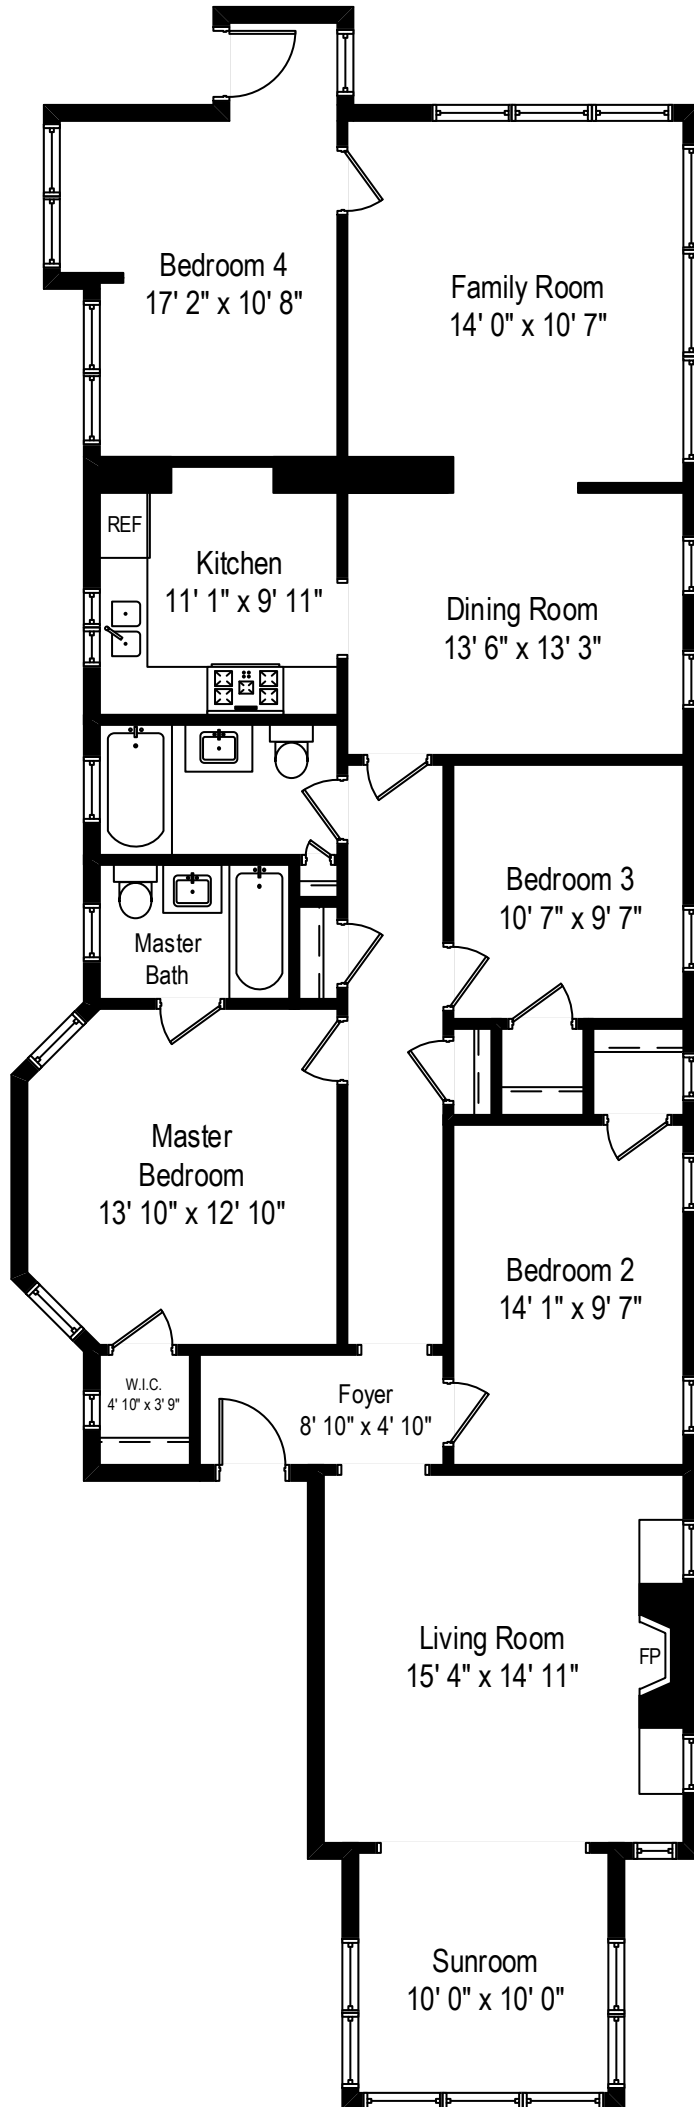 Bedroom 4
17' 2" x 10' 8"
Family Room
14' 0" x 10' 7"
REF
Kitchen
11' 1" x 9' 11"
Dining Room
13' 6" x 13' 3"
Bedroom 3
10' 7" x 9' 7"
Master
Bath
Master
Bedroom
13' 10" x 12' 10"
Bedroom 2
14' 1" x 9' 7"
W.I.C.
4' 10" x 3' 9"
Foyer
8' 10" x 4' 10"
Living Room
15' 4" x 14' 11"
FP
Sunroom
10' 0" x 10' 0"